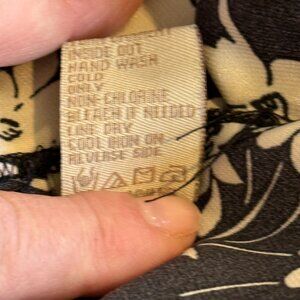 INSIDE OUT
HAND WASH
COLD
ONLY
NON-CHLORINE
BLEACH IF NEEDED
LINE DRY
COOL IRON ON
REVERSE SIDE